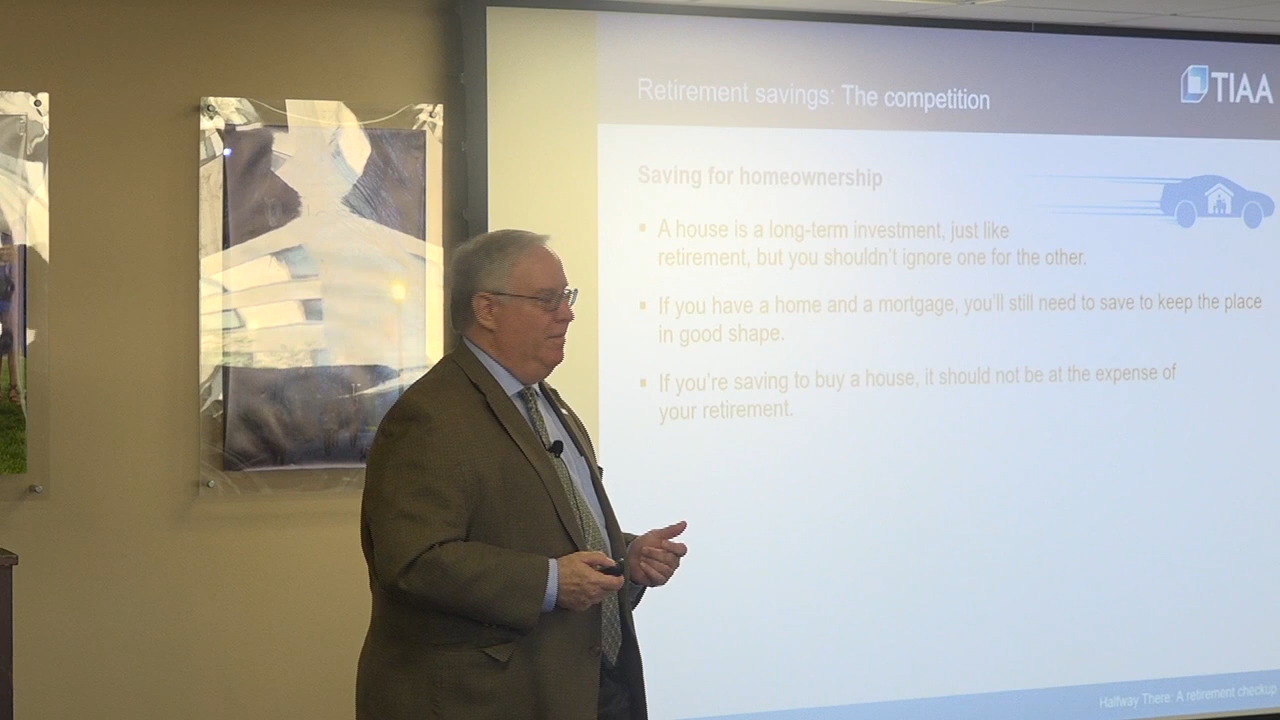 Retirement savings: The competition
TIAA
Saving for homeownership
▪ A house is a long-term investment, just like
retirement, but you shouldn't ignore one for the other.
▪ If you have a home and a mortgage, you'll still need to save to keep the place
in good shape.
▪ If you're saving to buy a house, it should not be at the expense of
your retirement.
Halfway There: A retirement checkup